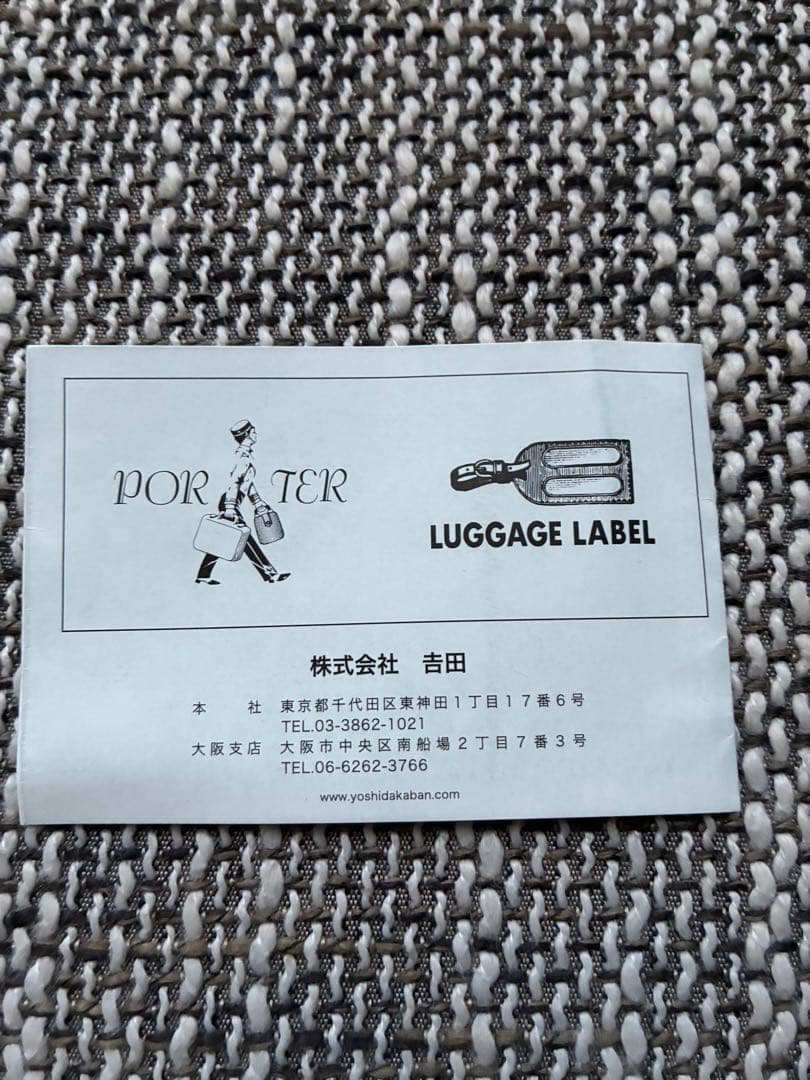 PORTER
LUGGAGE LABEL
株式会社　𠮷田
本　　社　東京都千代田区東神田1丁目17番6号
TEL.03-3862-1021
大阪支店　大阪市中央区南船場2丁目7番3号
TEL.06-6262-3766
www.yoshidakaban.com